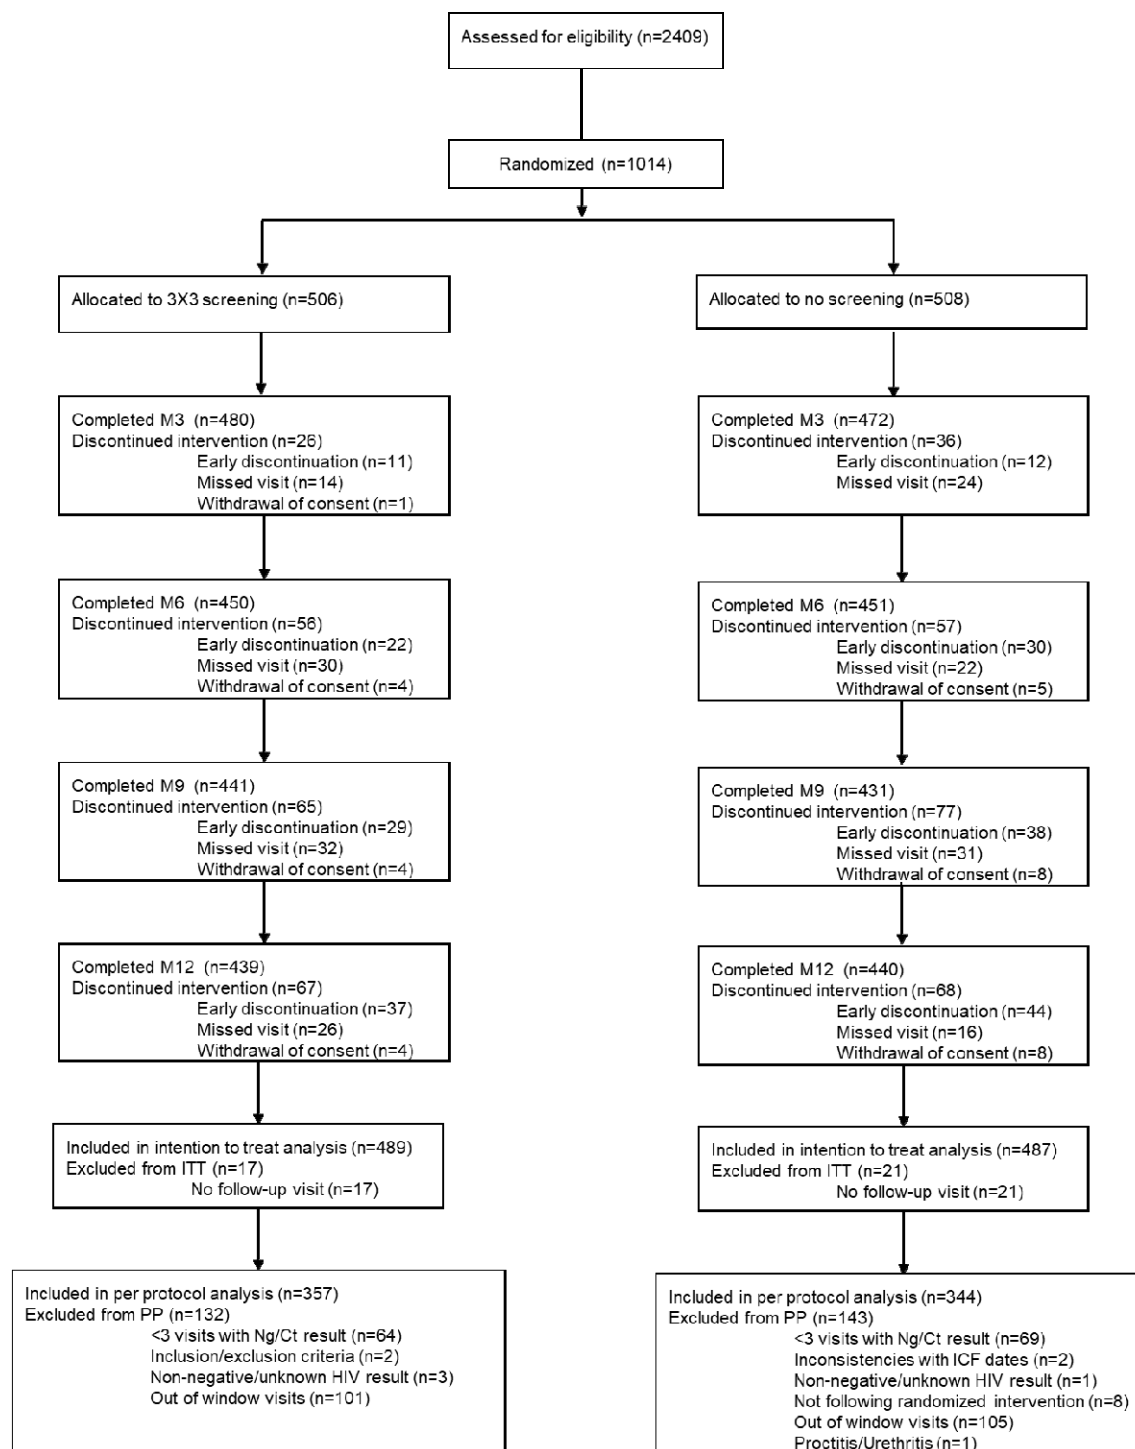 Assessed for eligibility (n=2409)
Randomized (n=1014)
Allocated to 3X3 screening (n=506)
Allocated to no screening (n=508)
Completed M3 (n=480)
Discontinued intervention (n=26)
Early discontinuation (n=11)
Missed visit (n=14)
Withdrawal of consent (n=1)
Completed M3 (n=472)
Discontinued intervention (n=36)
Early discontinuation (n=12)
Missed visit (n=24)
Completed M6 (n=450)
Discontinued intervention (n=56)
Early discontinuation (n=22)
Missed visit (n=30)
Withdrawal of consent (n=4)
Completed M6 (n=451)
Discontinued intervention (n=57)
Early discontinuation (n=30)
Missed visit (n=22)
Withdrawal of consent (n=5)
Completed M9 (n=441)
Discontinued intervention (n=65)
Early discontinuation (n=29)
Missed visit (n=32)
Withdrawal of consent (n=4)
Completed M9 (n=431)
Discontinued intervention (n=77)
Early discontinuation (n=38)
Missed visit (n=31)
Withdrawal of consent (n=8)
Completed M12 (n=439)
Discontinued intervention (n=67)
Early discontinuation (n=37)
Missed visit (n=26)
Withdrawal of consent (n=4)
Completed M12 (n=440)
Discontinued intervention (n=68)
Early discontinuation (n=44)
Missed visit (n=16)
Withdrawal of consent (n=8)
Included in intention to treat analysis (n=489)
Excluded from ITT (n=17)
No follow-up visit (n=17)
Included in intention to treat analysis (n=487)
Excluded from ITT (n=21)
No follow-up visit (n=21)
Included in per protocol analysis (n=357)
Excluded from PP (n=132)
<3 visits with Ng/Ct result (n=64)
Inclusion/exclusion criteria (n=2)
Non-negative/unknown HIV result (n=3)
Out of window visits (n=101)
Included in per protocol analysis (n=344)
Excluded from PP (n=143)
<3 visits with Ng/Ct result (n=69)
Inconsistencies with ICF dates (n=2)
Non-negative/unknown HIV result (n=1)
Not following randomized intervention (n=8)
Out of window visits (n=105)
Proctitis/Urethritis (n=1)